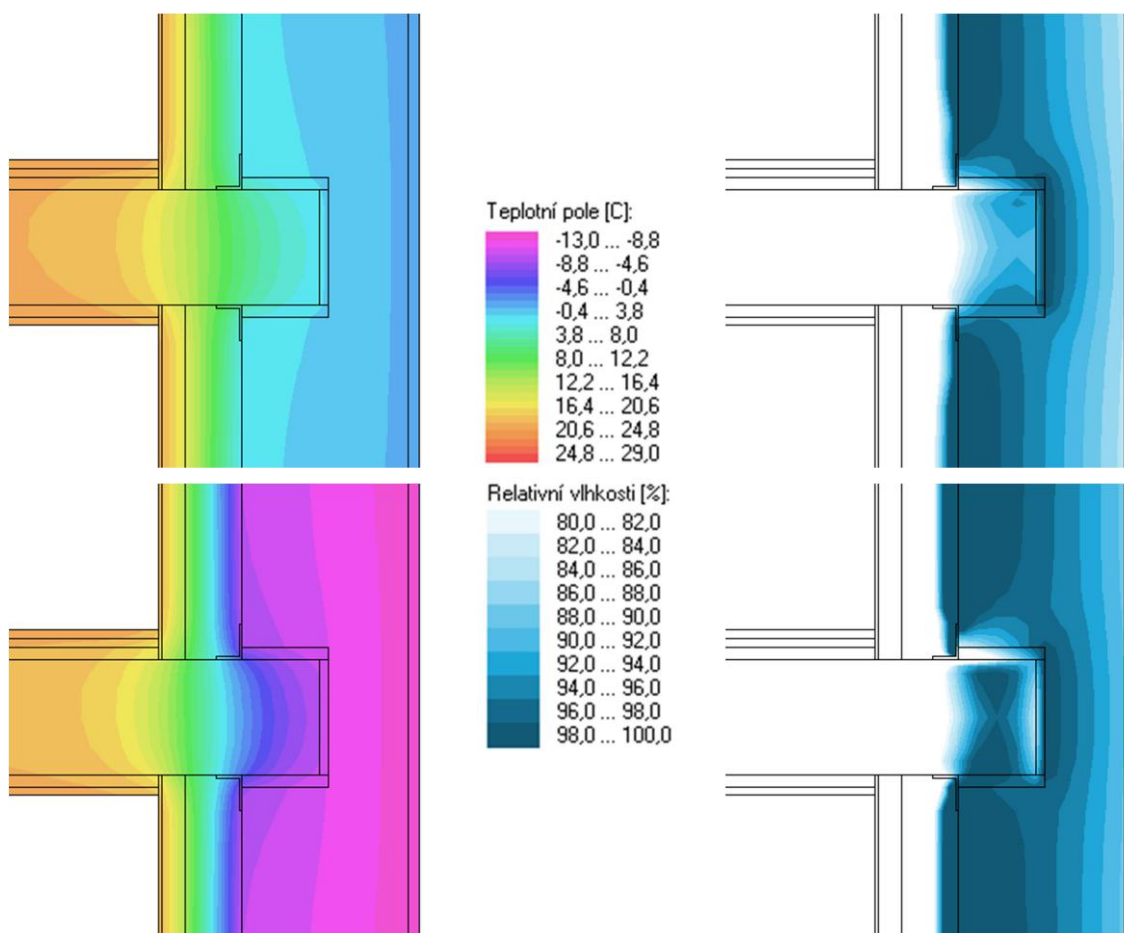 Teplotní pole [C]:
-13,0 ... -8,8
-8,8 ... -4,6
-4,6 ... -0,4
-0,4 ... 3,8
3,8 ... 8,0
8,0 ... 12,2
12,2 ... 16,4
16,4 ... 20,6
20,6 ... 24,8
24,8 ... 29,0
Relativní vlhkosti [%]:
80,0 ... 82,0
82,0 ... 84,0
84,0 ... 86,0
86,0 ... 88,0
88,0 ... 90,0
90,0 ... 92,0
92,0 ... 94,0
94,0 ... 96,0
96,0 ... 98,0
98,0 ... 100,0